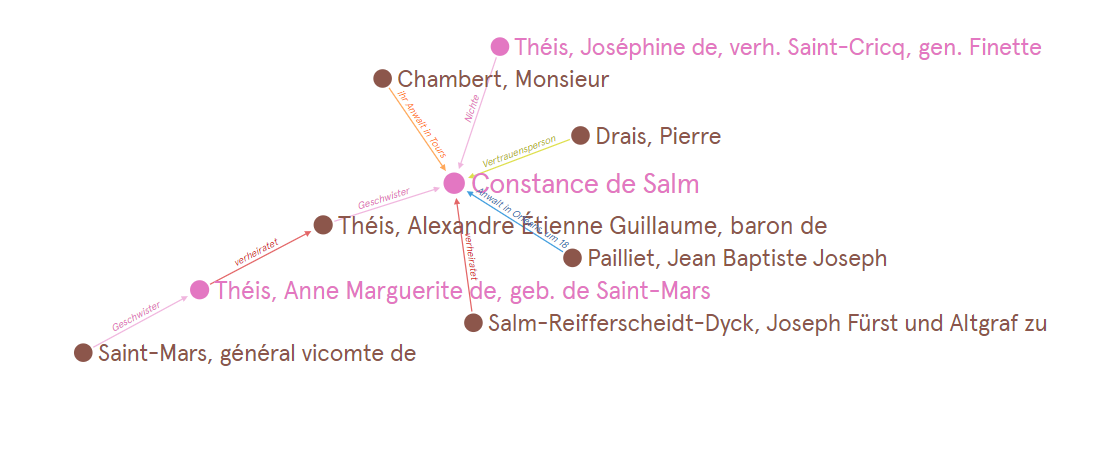 Théis, Joséphine de, verh. Saint-Cricq, gen. Finette
Chambert, Monsieur
ihr Anwalt in Tours
Nichte
Drais, Pierre
Vertrauensperson
Constance de Salm
Geschwister
Anwalt in Orléans um 18
Théis, Alexandre Étienne Guillaume, baron de
verheiratet
verheiratet
Pailliet, Jean Baptiste Joseph
Théis, Anne Marguerite de, geb. de Saint-Mars
Geschwister
Salm-Reifferscheidt-Dyck, Joseph Fürst und Altgraf zu
Saint-Mars, général vicomte de